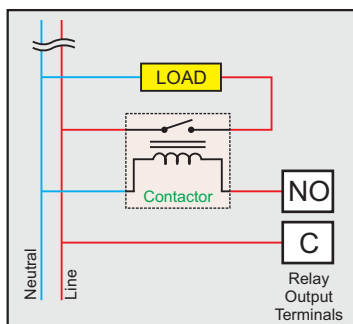 LOAD
Contactor
NO
C
Relay
Output
Terminals
Neutral
Line